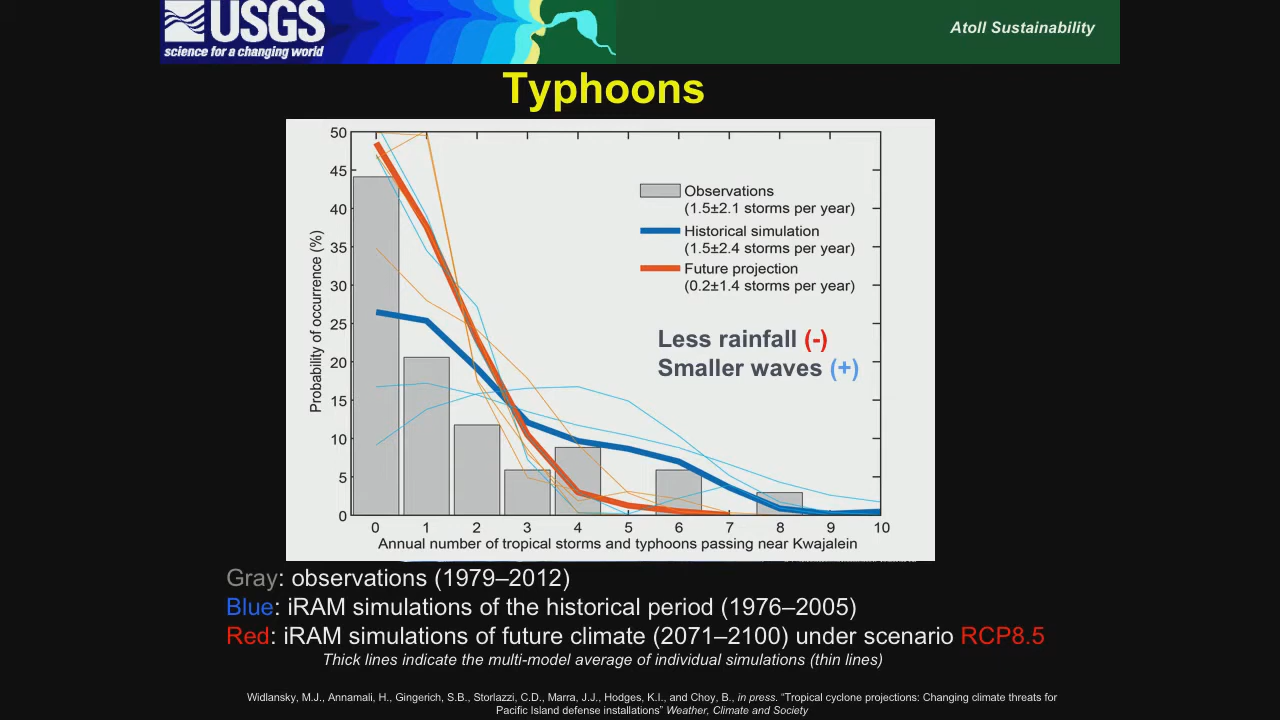 USGS
science for a changing world
Atoll Sustainability
Typhoons
50
45
40
35
30
25
20
15
10
5
0
Probability of occurrence (%)
Observations
(1.5±2.1 storms per year)
Historical simulation
(1.5±2.4 storms per year)
Future projection
(0.2±1.4 storms per year)
Less rainfall (-)
Smaller waves (+)
0 1 2 3 4 5 6 7 8 9 10
Annual number of tropical storms and typhoons passing near Kwajalein
Gray: observations (1979–2012)
Blue: iRAM simulations of the historical period (1976–2005)
Red: iRAM simulations of future climate (2071–2100) under scenario RCP8.5
Thick lines indicate the multi-model average of individual simulations (thin lines)
Widlansky, M.J., Annamali, H., Gingerich, S.B., Storlazzi, C.D., Marra, J.J., Hodges, K.I., and Choy, B., in press. “Tropical cyclone projections: Changing climate threats for
Pacific Island defense installations” Weather, Climate and Society